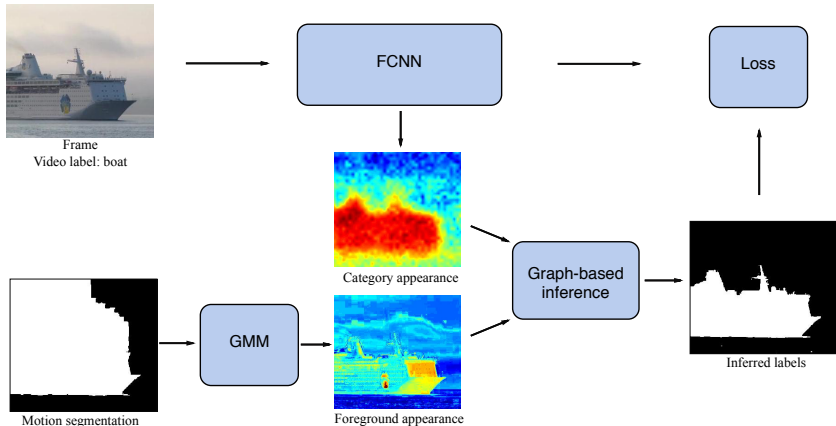 FCNN
Loss
Frame
Video label: boat
Category appearance
Graph-based
inference
GMM
Inferred labels
Foreground appearance
Motion segmentation